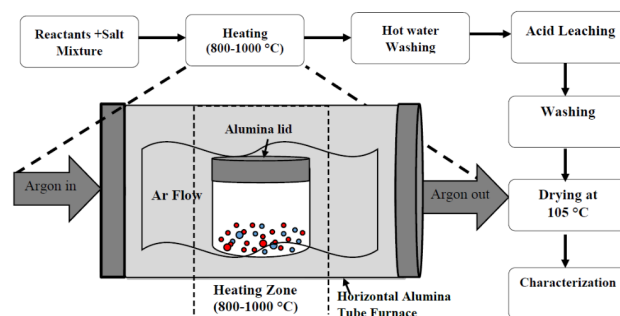 Reactants +Salt
Mixture
Heating
(800-1000 °C)
Hot water
Washing
Acid Leaching
Washing
Drying at
105 °C
Characterization
Argon in
Alumina lid
Ar Flow
Argon out
Heating Zone
(800-1000 °C)
Horizontal Alumina
Tube Furnace